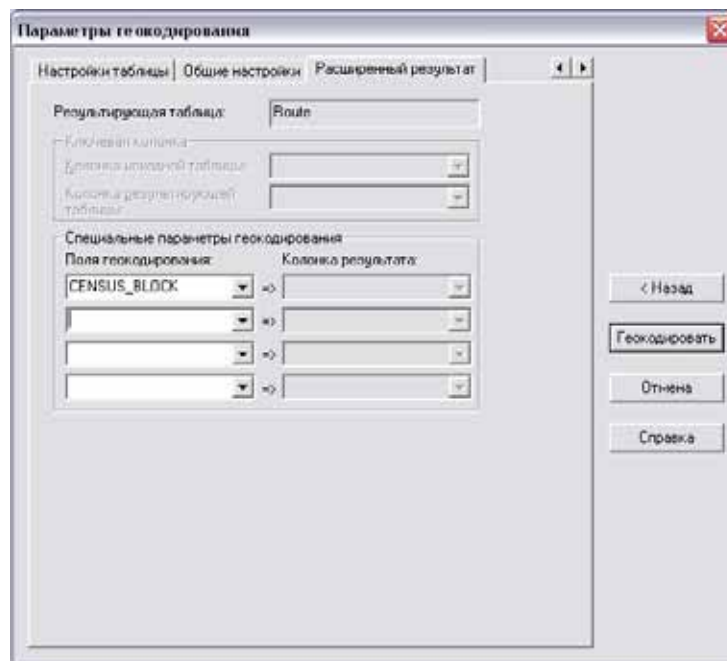 Параметры геокодирования
Настройки таблицы Общие настройки Расширенный результат
Результирующая таблица: Route
Ключевая колонка
Колонка исходной таблицы:
Колонка результирующей
таблицы:
Специальные параметры геокодирования
Поля геокодирования: Колонка результата:
CENSUS_BLOCK =>
=>
=>
=>
< Назад
Геокодировать
Отмена
Справка